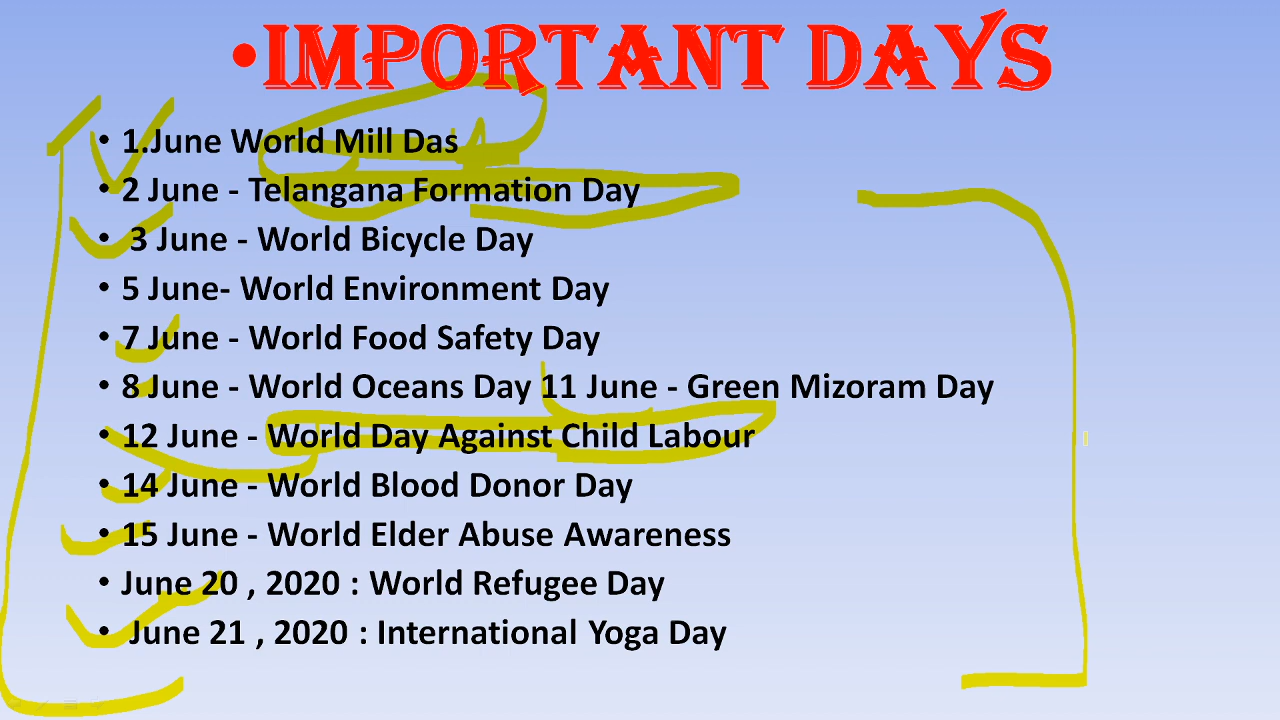 •IMPORTANT DAYS
• 1.June World Mill Das
• 2 June - Telangana Formation Day
• 3 June - World Bicycle Day
• 5 June- World Environment Day
• 7 June - World Food Safety Day
• 8 June - World Oceans Day 11 June - Green Mizoram Day
• 12 June - World Day Against Child Labour
• 14 June - World Blood Donor Day
• 15 June - World Elder Abuse Awareness
• June 20 , 2020 : World Refugee Day
• June 21 , 2020 : International Yoga Day